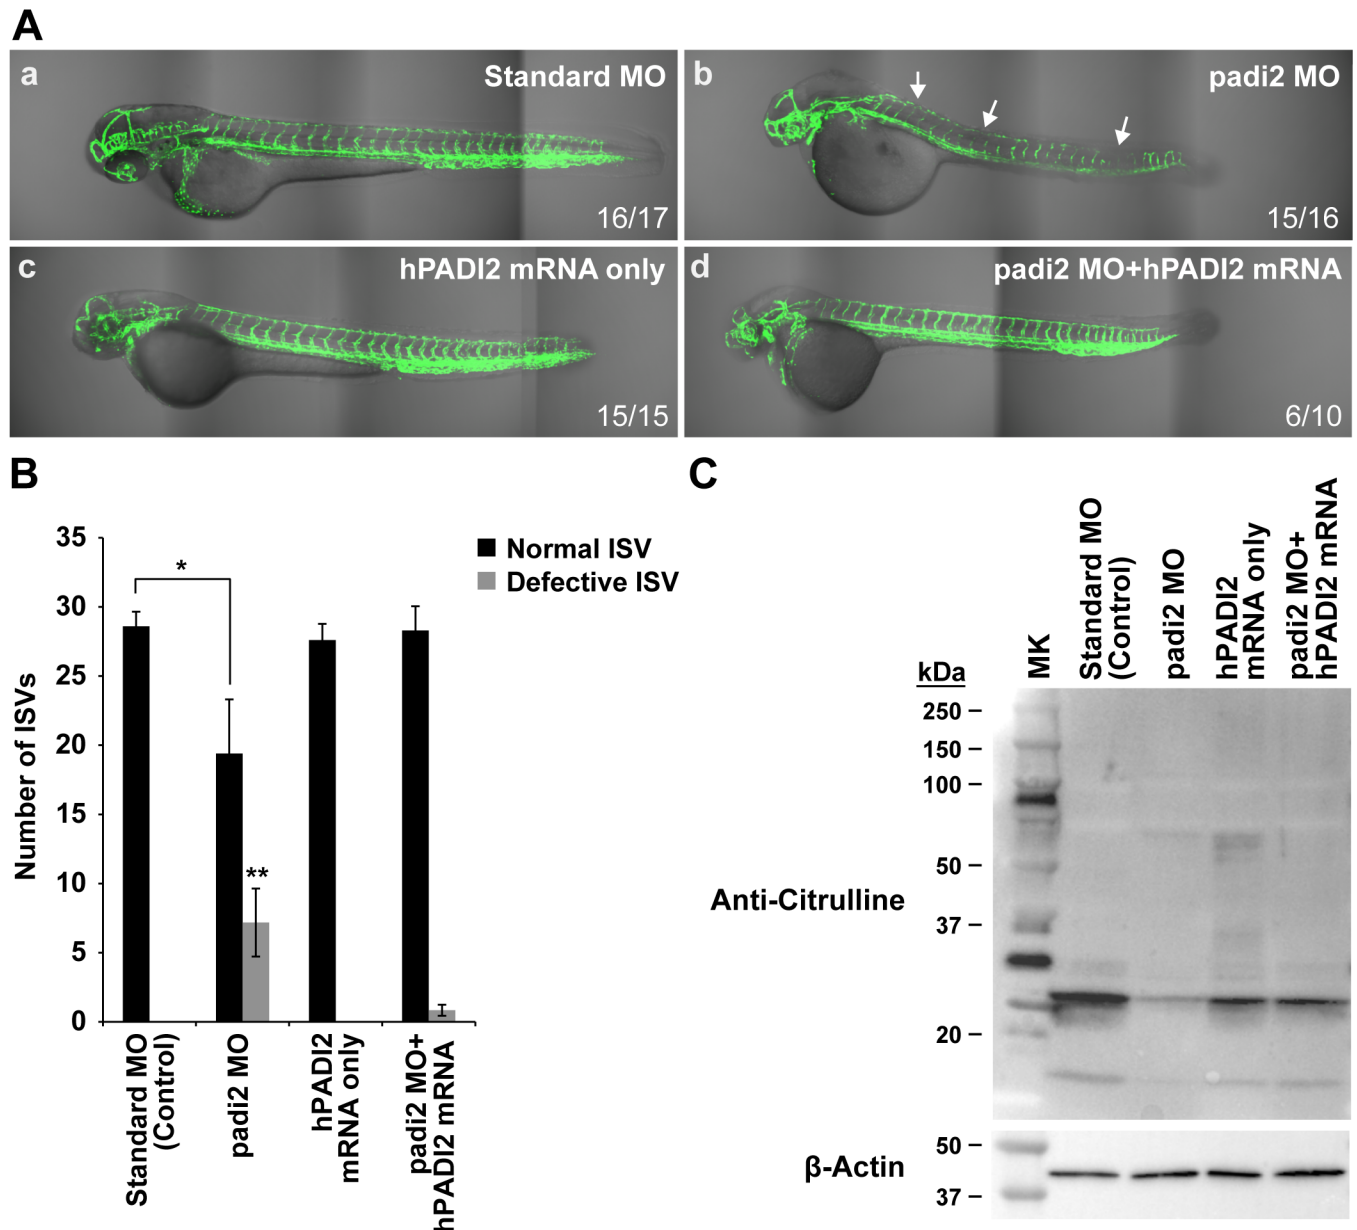 A
a
Standard MO
16/17
b
padi2 MO
15/16
c
hPADI2 mRNA only
15/15
d
padi2 MO+hPADI2 mRNA
6/10
B
35
30
25
20
15
10
5
0
Number of ISVs
*
**
Normal ISV
Defective ISV
Standard MO
(Control)
padi2 MO
hPADI2
mRNA only
padi2 MO+
hPADI2 mRNA
C
kDa
MK
Standard MO
(Control)
padi2 MO
hPADI2
mRNA only
padi2 MO+
hPADI2 mRNA
250
150
100
50
37
20
Anti-Citrulline
50
37
β-Actin